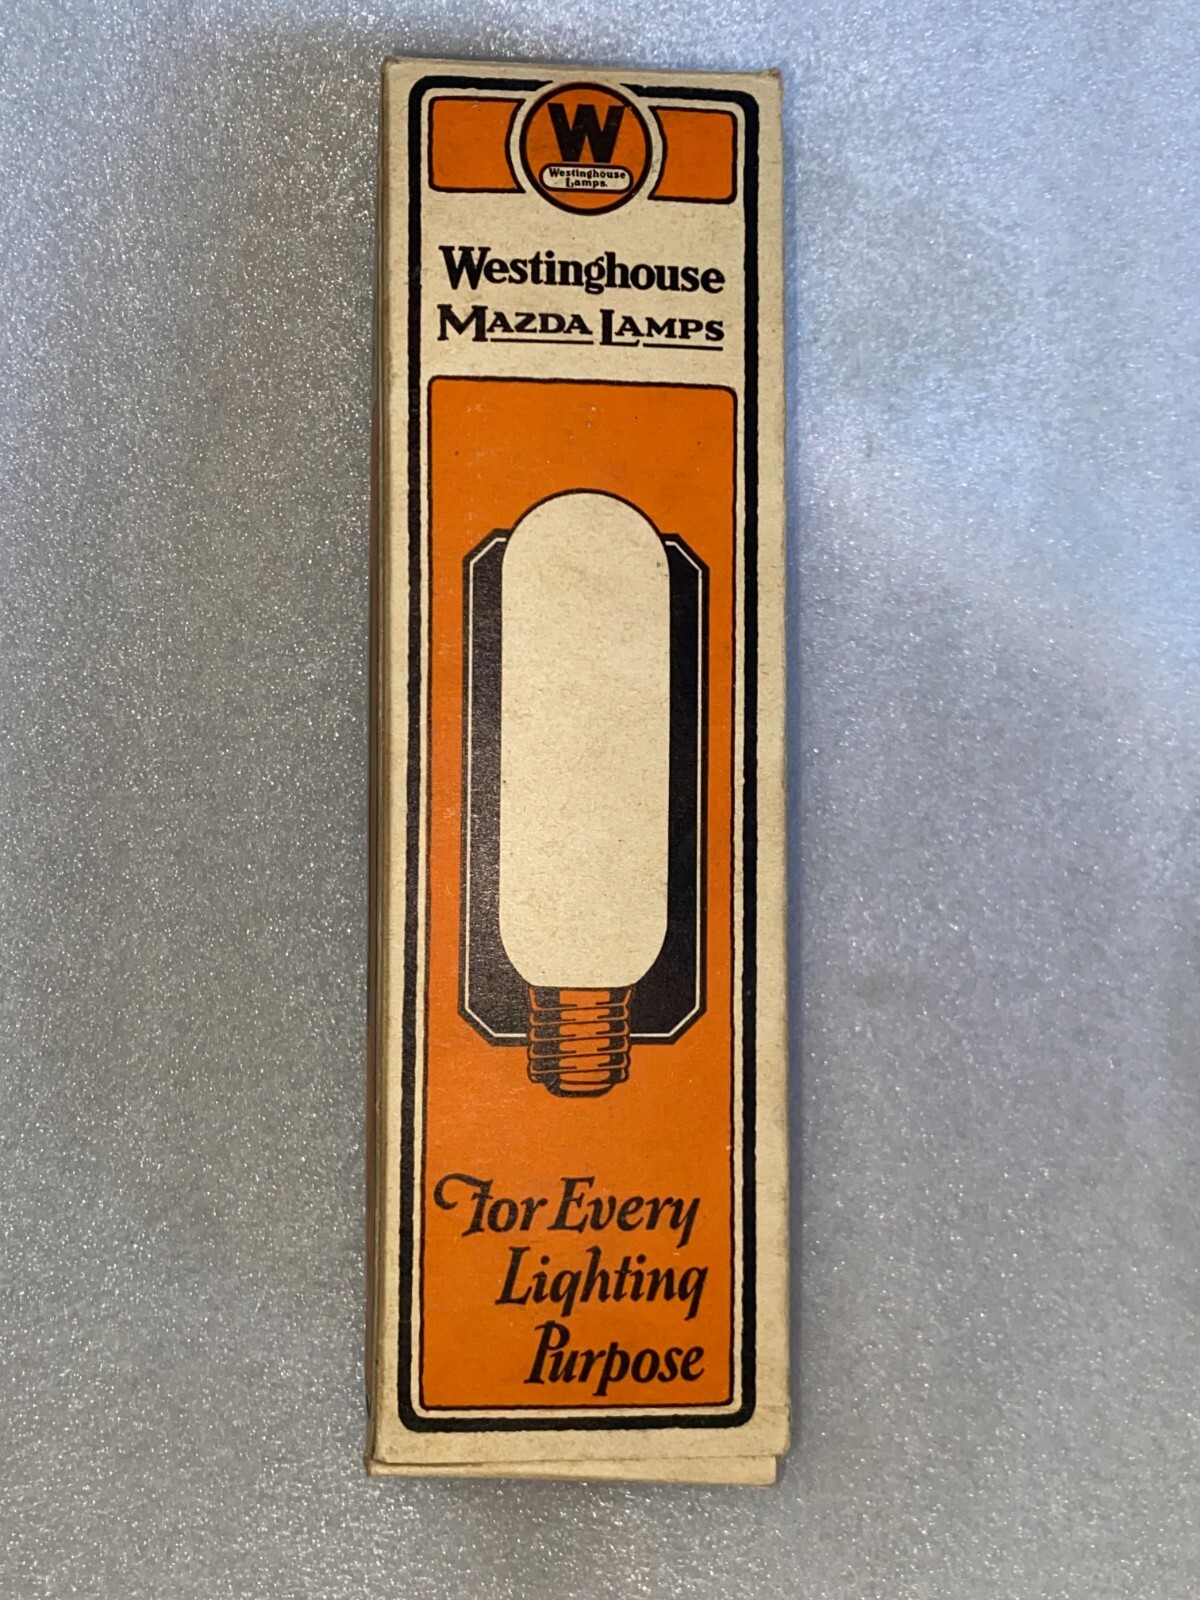 W
Westinghouse
Lamps.
Westinghouse
MAZDA LAMPS
For Every
Lighting
Purpose